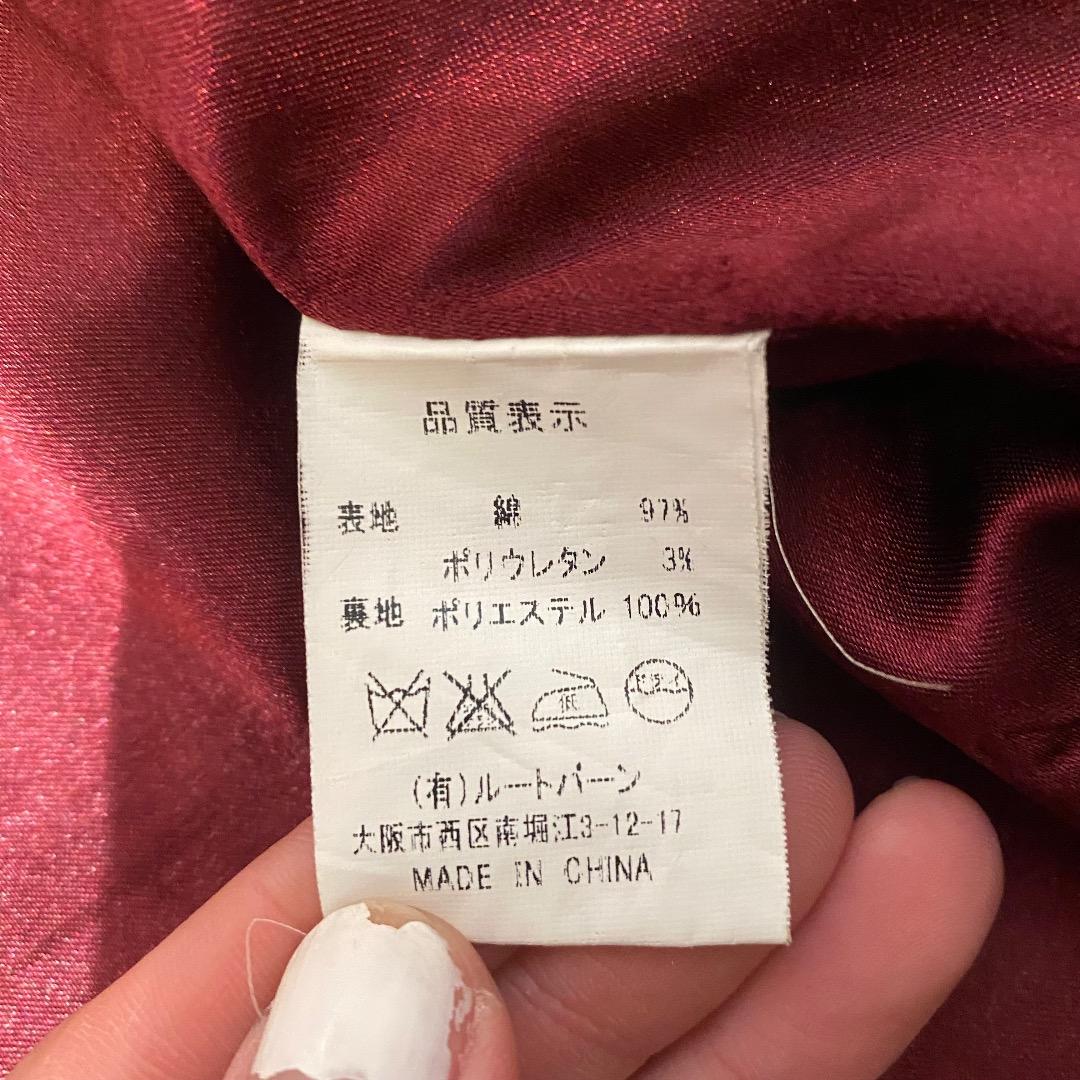 品質表示
表地 綿 97%
ポリウレタン 3%
裏地 ポリエステル 100%
低
(有)ルートバーン
大阪市西区南堀江3-12-17
MADE IN CHINA